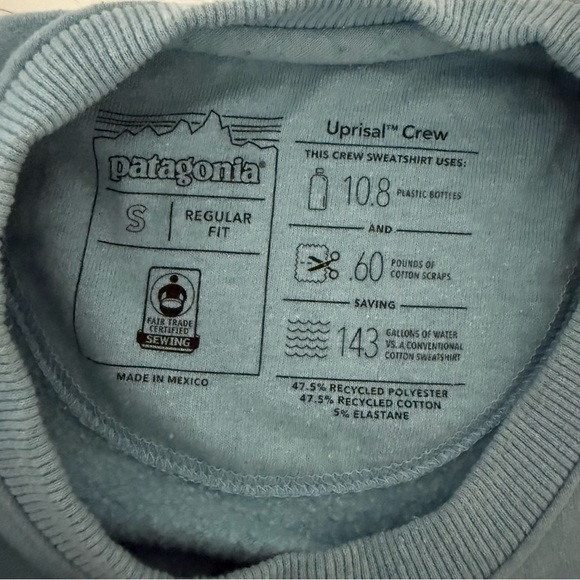 patagonia®
S
REGULAR
FIT
FAIR TRADE
CERTIFIED
SEWING
MADE IN MEXICO
Uprisal™ Crew
THIS CREW SWEATSHIRT USES:
10.8 PLASTIC BOTTLES
AND
.60 POUNDS OF
COTTON SCRAPS
SAVING
143 GALLONS OF WATER
VS. A CONVENTIONAL
COTTON SWEATSHIRT
47.5% RECYCLED POLYESTER
47.5% RECYCLED COTTON
5% ELASTANE